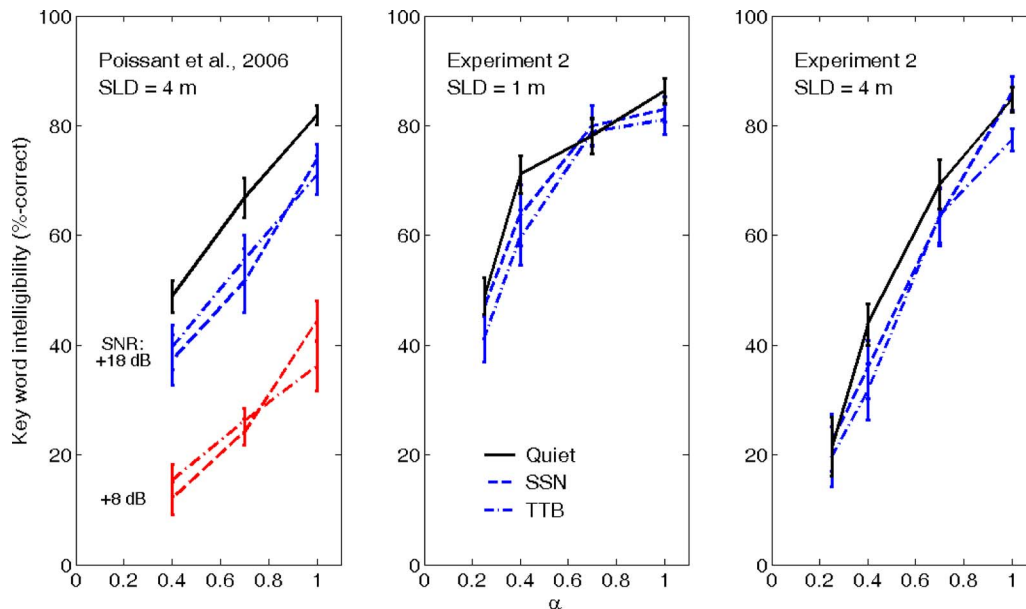 Key word intelligibility (%-correct)
100
80
60
40
20
0
Poissant et al., 2006
SLD = 4 m
SNR:
+18 dB
+8 dB
0 0.2 0.4 0.6 0.8 1
100
80
60
40
20
0
Experiment 2
SLD = 1 m
Quiet
SSN
TTB
0 0.2 0.4 0.6 0.8 1
α
100
80
60
40
20
0
Experiment 2
SLD = 4 m
0 0.2 0.4 0.6 0.8 1